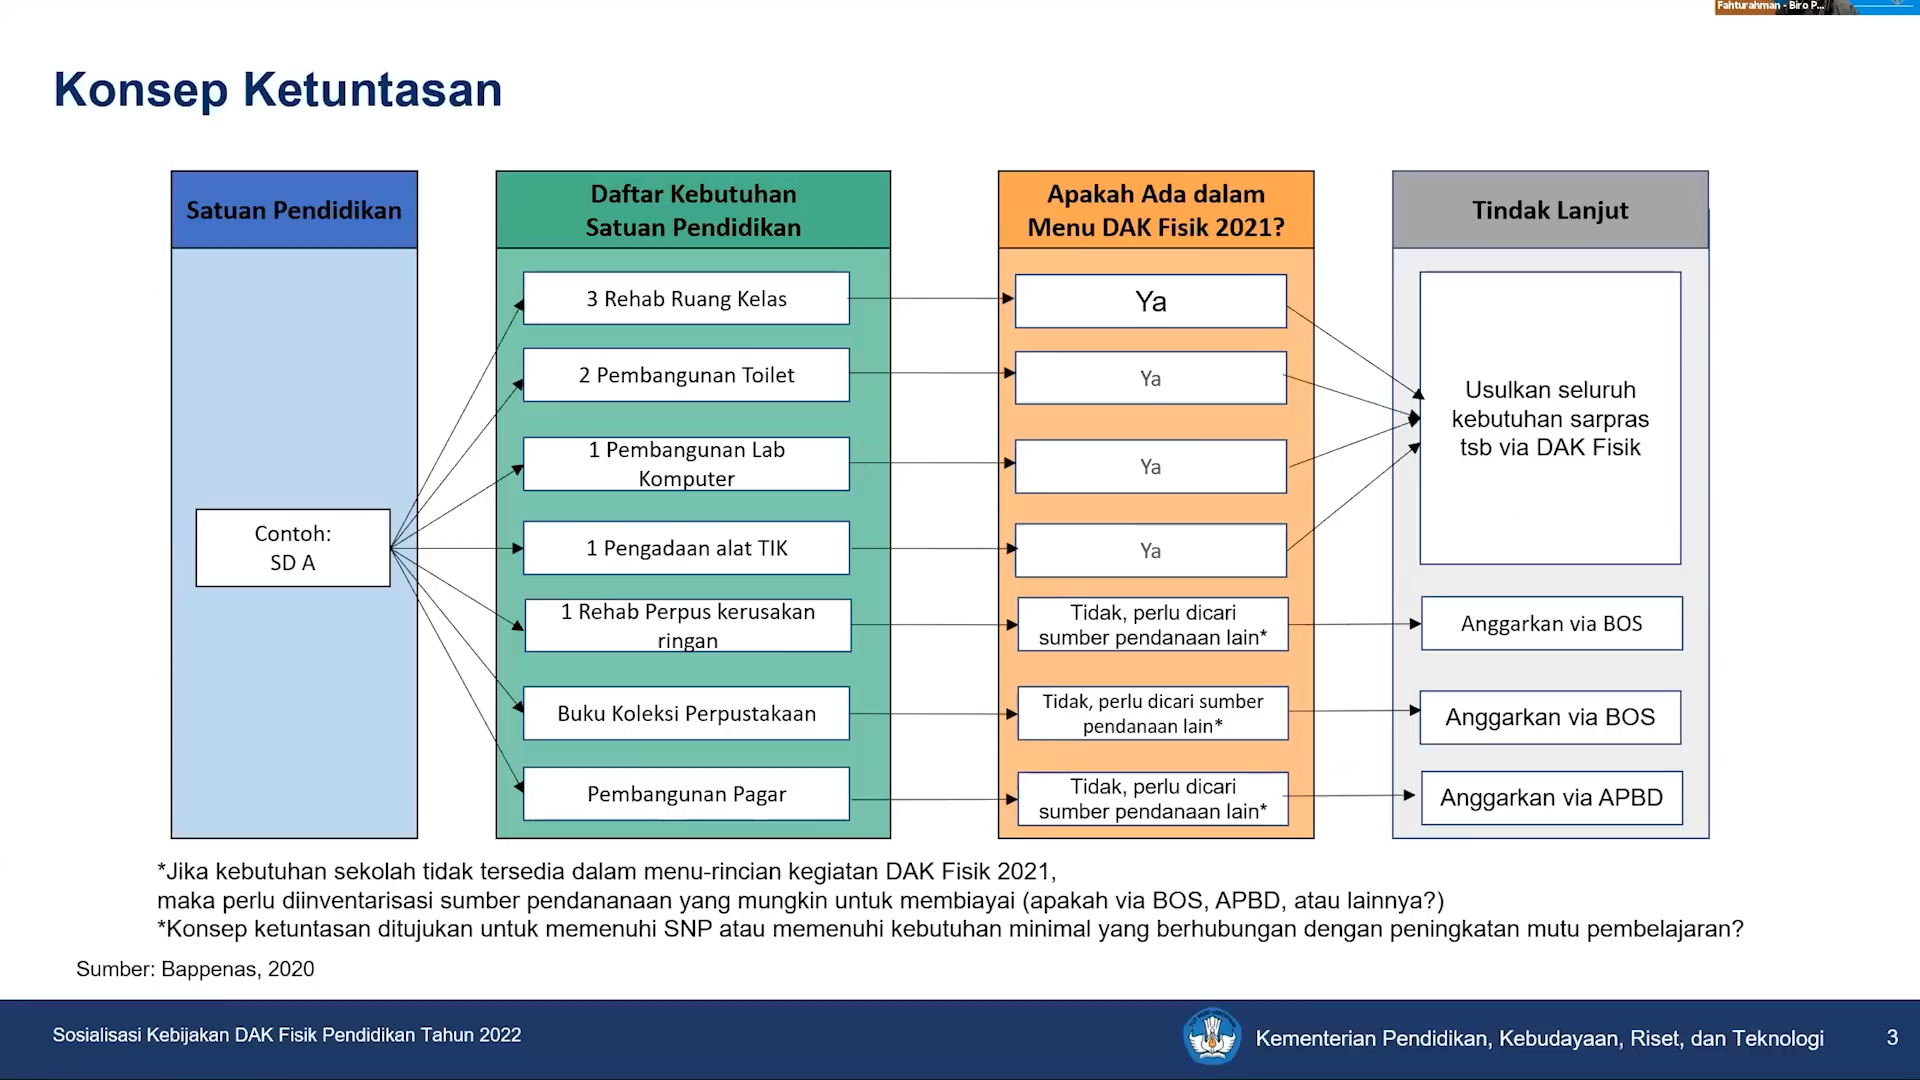 Fahturahman - Biro P...
Konsep Ketuntasan
Satuan Pendidikan
Daftar Kebutuhan
Satuan Pendidikan
Apakah Ada dalam
Menu DAK Fisik 2021?
Tindak Lanjut
Contoh:
SD A
3 Rehab Ruang Kelas
2 Pembangunan Toilet
1 Pembangunan Lab
Komputer
1 Pengadaan alat TIK
1 Rehab Perpus kerusakan
ringan
Buku Koleksi Perpustakaan
Pembangunan Pagar
Ya
Ya
Ya
Ya
Tidak, perlu dicari
sumber pendanaan lain*
Tidak, perlu dicari sumber
pendanaan lain*
Tidak, perlu dicari
sumber pendanaan lain*
Usulkan seluruh
kebutuhan sarpras
tsb via DAK Fisik
Anggarkan via BOS
Anggarkan via BOS
Anggarkan via APBD
*Jika kebutuhan sekolah tidak tersedia dalam menu-rincian kegiatan DAK Fisik 2021,
maka perlu diinventarisasi sumber pendananaan yang mungkin untuk membiayai (apakah via BOS, APBD, atau lainnya?)
*Konsep ketuntasan ditujukan untuk memenuhi SNP atau memenuhi kebutuhan minimal yang berhubungan dengan peningkatan mutu pembelajaran?
Sumber: Bappenas, 2020
Sosialisasi Kebijakan DAK Fisik Pendidikan Tahun 2022
Kementerian Pendidikan, Kebudayaan, Riset, dan Teknologi
3